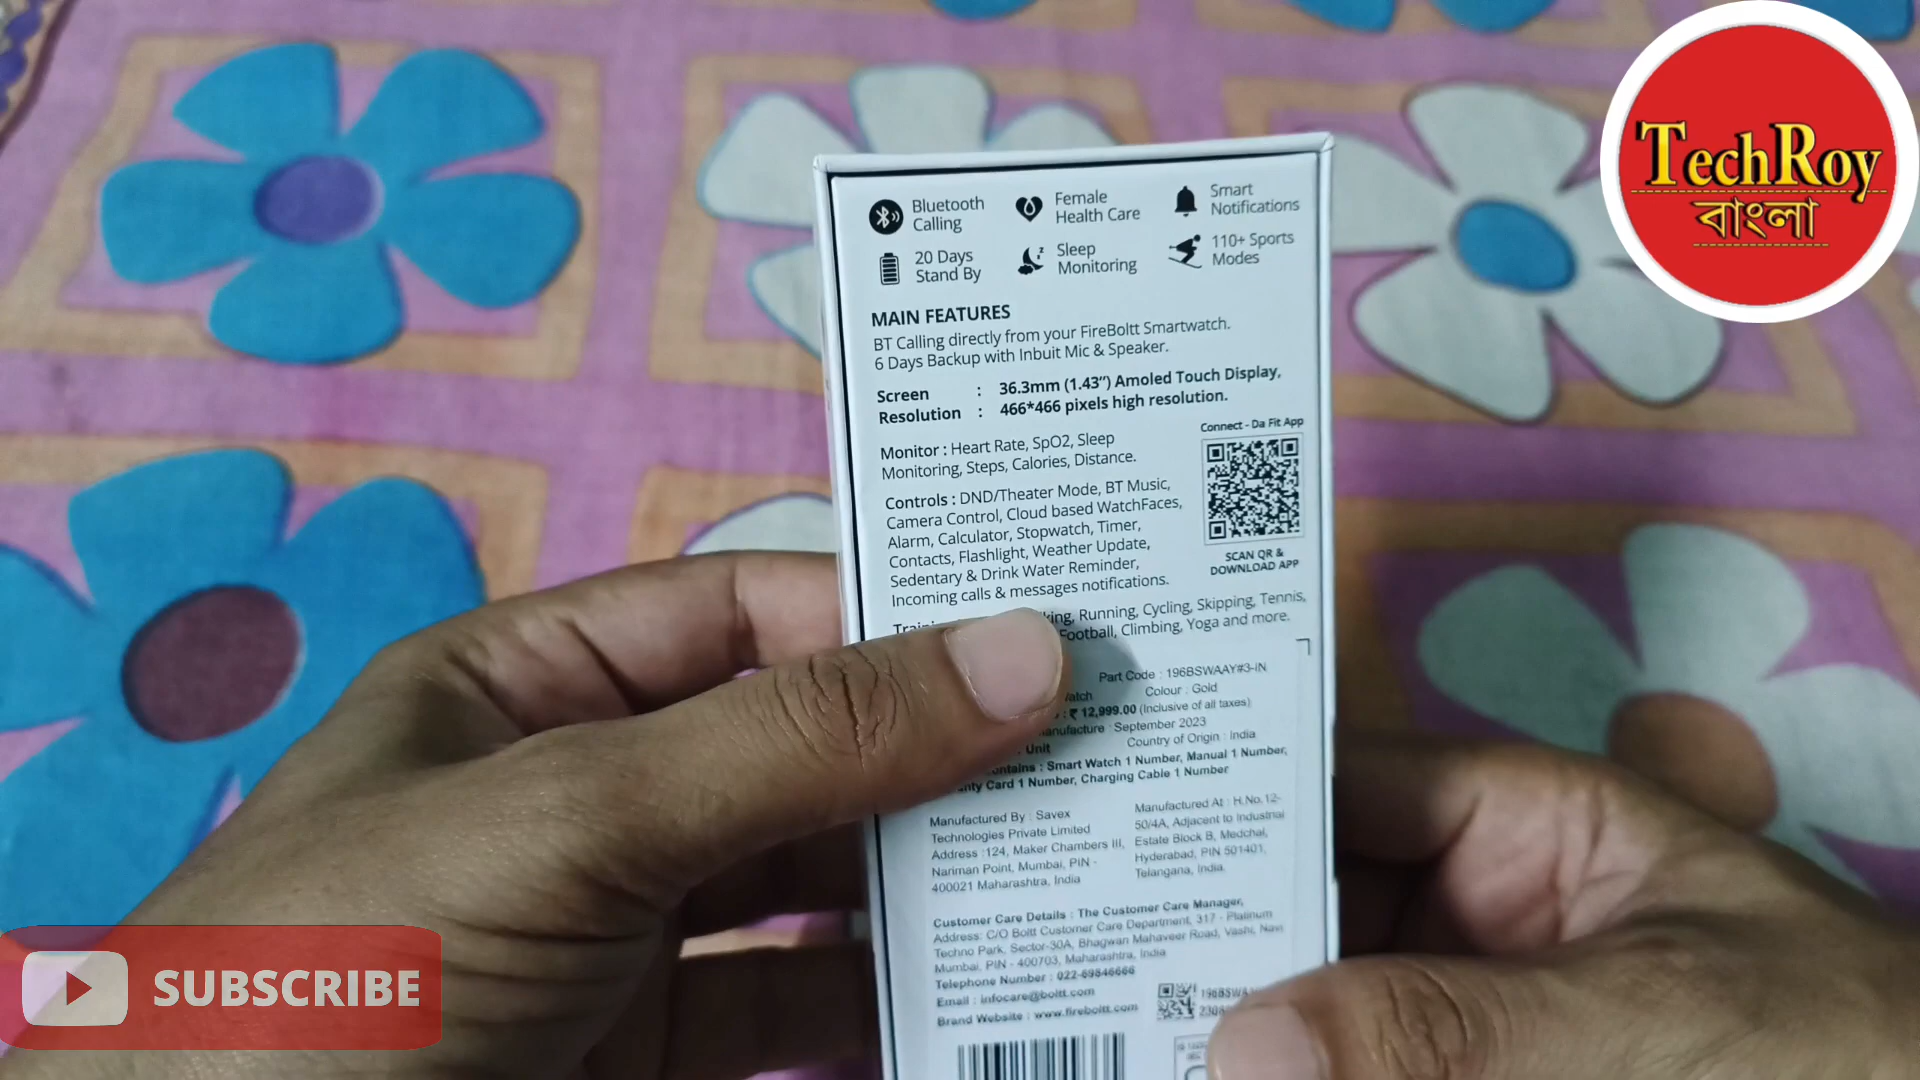 TechRoy
বাংলা
Bluetooth
Calling
Female
Health Care
Smart
Notifications
20 Days
Stand By
Sleep
Monitoring
110+ Sports
Modes
MAIN FEATURES
BT Calling directly from your FireBoltt Smartwatch.
6 Days Backup with Inbuit Mic & Speaker.
Screen : 36.3mm (1.43”) Amoled Touch Display,
Resolution : 466*466 pixels high resolution.
Monitor : Heart Rate, SpO2, Sleep
Monitoring, Steps, Calories, Distance.
Connect - Da Fit App
Controls : DND/Theater Mode, BT Music,
Camera Control, Cloud based WatchFaces,
Alarm, Calculator, Stopwatch, Timer,
Contacts, Flashlight, Weather Update,
Sedentary & Drink Water Reminder,
Incoming calls & messages notifications.
SCAN QR &
DOWNLOAD APP
Running, Cycling, Skipping, Tennis,
Football, Climbing, Yoga and more.
Part Code : 196BSWAAY#3-IN
Colour : Gold
: ₹ 12,999.00 (Inclusive of all taxes)
: September 2023
: Unit
Country of Origin : India
: Smart Watch 1 Number, Manual 1 Number,
Card 1 Number, Charging Cable 1 Number
Manufactured By : Savex
Technologies Private Limited
Address :124, Maker Chambers III,
Nariman Point, Mumbai, PIN -
400021 Maharashtra, India
Manufactured At : H.No.12-
50/4A, Adjacent to Industrial
Estate Block B, Medchal,
Hyderabad, PIN 501401,
Telangana, India.
Customer Care Details : The Customer Care Manager,
Address: C/O Boltt Customer Care Department, 317 - Platinum
Techno Park, Sector-30A, Bhagwan Mahaveer Road, Vashi, Navi
Mumbai, PIN - 400703, Maharashtra, India
Telephone Number : 022-69846666
Email : infocare@boltt.com
Brand Website : www.fireboltt.com
SUBSCRIBE